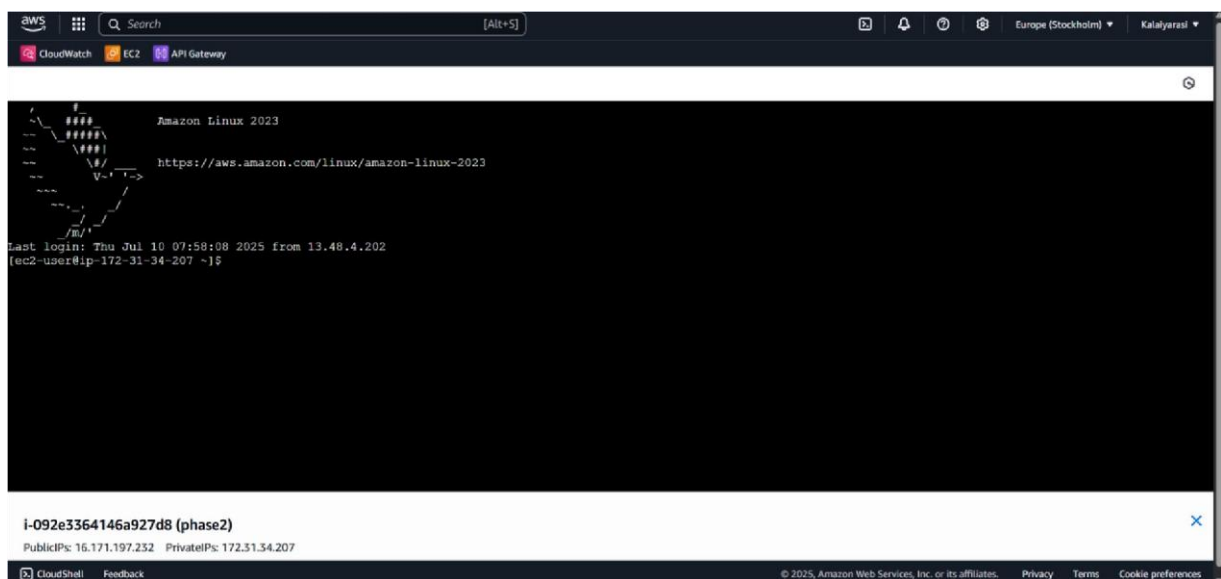 aws Search [Alt+S] Europe (Stockholm) Kalaiyarasi
CloudWatch EC2 API Gateway
,     #_
~\_  ####_        Amazon Linux 2023
~~  \_#####\
~~     \###|
~~       \#/ ___   https://aws.amazon.com/linux/amazon-linux-2023
~~       V~' '->
~~~         /
~~._.   _/
_/ _/
_/m/'
Last login: Thu Jul 10 07:58:08 2025 from 13.48.4.202
[ec2-user@ip-172-31-34-207 ~]$
i-092e3364146a927d8 (phase2)
PublicIPs: 16.171.197.232 PrivateIPs: 172.31.34.207
CloudShell Feedback © 2025, Amazon Web Services, Inc. or its affiliates. Privacy Terms Cookie preferences